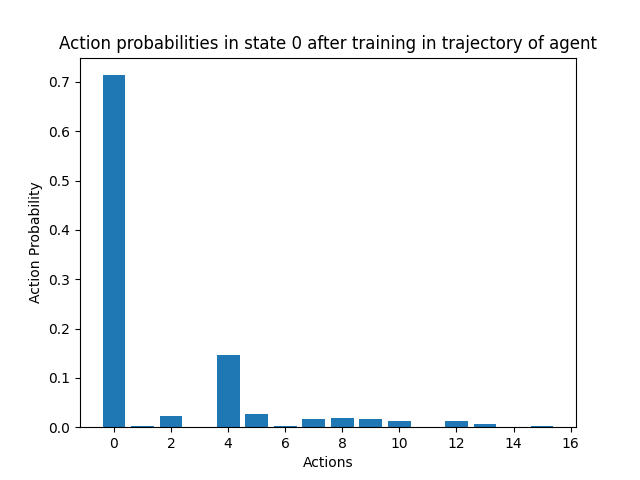 Action probabilities in state 0 after training in trajectory of agent
0.7
0.6
0.5
0.4
0.3
0.2
0.1
0.0
Action Probability
0 2 4 6 8 10 12 14 16
Actions